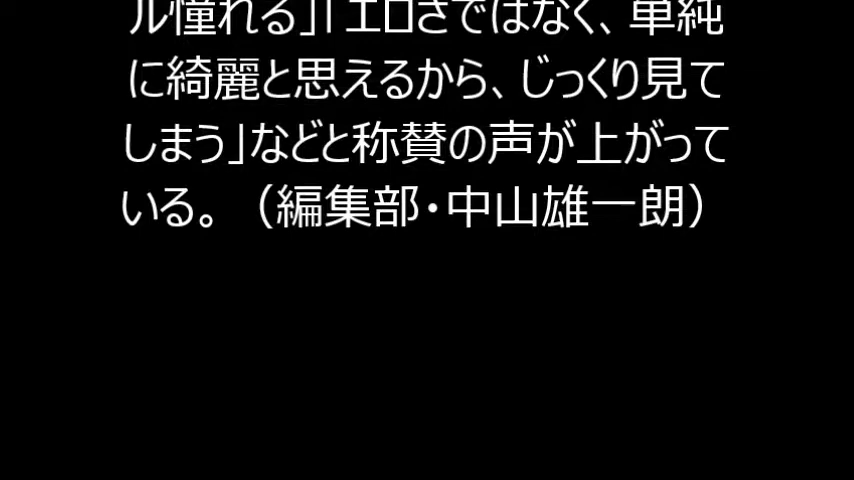 ル憧れる」「エロさではなく、単純
に綺麗と思えるから、じっくり見て
しまう」などと称賛の声が上がって
いる。（編集部・中山雄一朗）